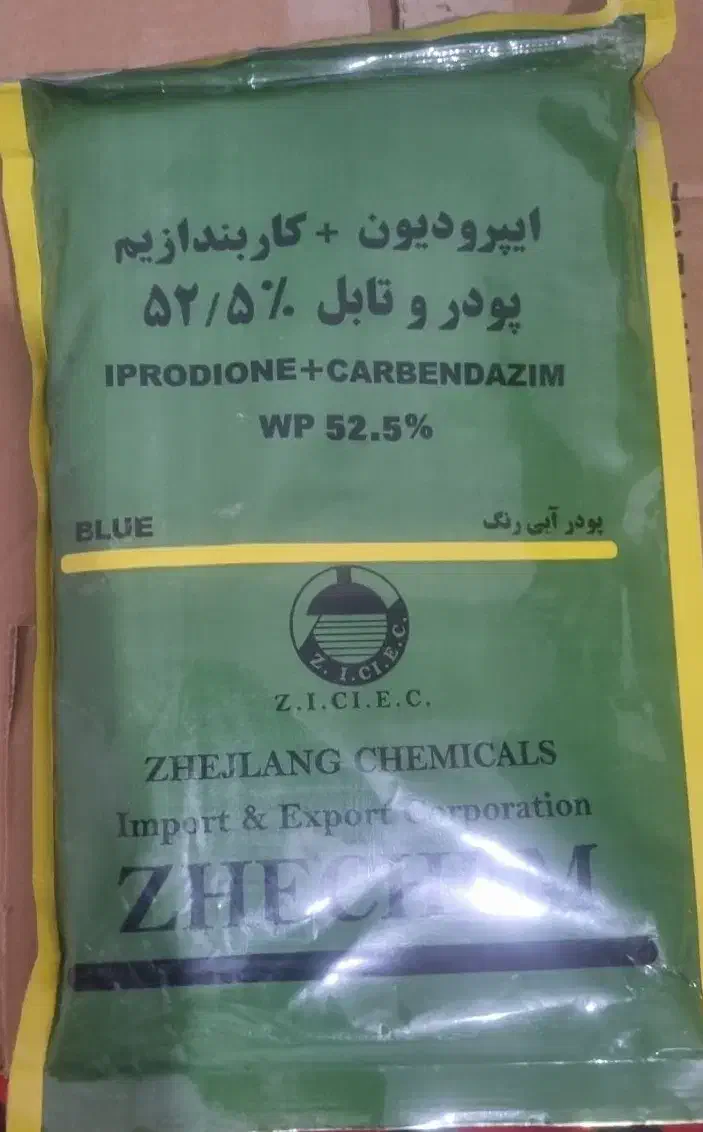 ایپرودیون + کاربندازیم
پودر و تابل ۵۲/۵٪
IPRODIONE+CARBENDAZIM
WP 52.5%
BLUE
پودر آبی رنگ
Z. I.CI.E.C.
Z.I.CI.E.C.
ZHEJLANG CHEMICALS
Import & Export Corporation
ZHECHEM